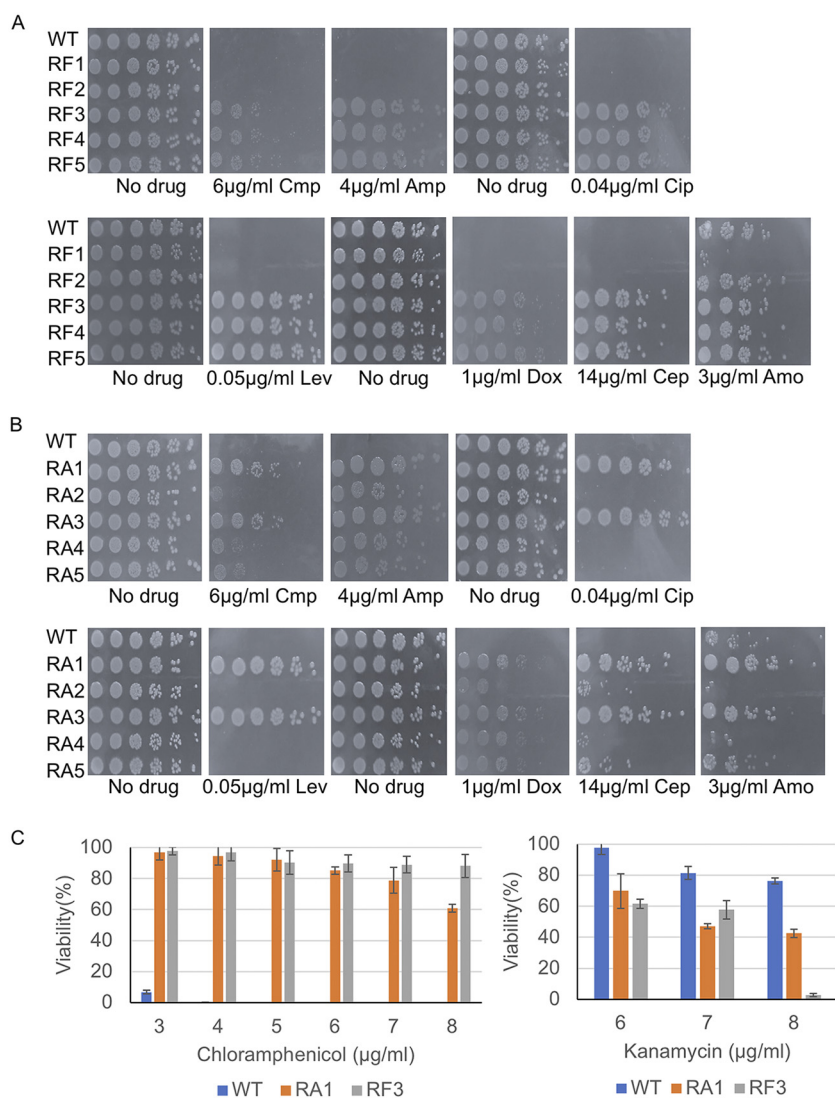 A
WT
RF1
RF2
RF3
RF4
RF5
No drug 6µg/ml Cmp 4µg/ml Amp No drug 0.04µg/ml Cip
WT
RF1
RF2
RF3
RF4
RF5
No drug 0.05µg/ml Lev No drug 1µg/ml Dox 14µg/ml Cep 3µg/ml Amo
B
WT
RA1
RA2
RA3
RA4
RA5
No drug 6µg/ml Cmp 4µg/ml Amp No drug 0.04µg/ml Cip
WT
RA1
RA2
RA3
RA4
RA5
No drug 0.05µg/ml Lev No drug 1µg/ml Dox 14µg/ml Cep 3µg/ml Amo
C
Viability(%)
100
80
60
40
20
0
3 4 5 6 7 8
Chloramphenicol (µg/ml)
WT RA1 RF3
Viability(%)
100
80
60
40
20
0
6 7 8
Kanamycin (µg/ml)
WT RA1 RF3